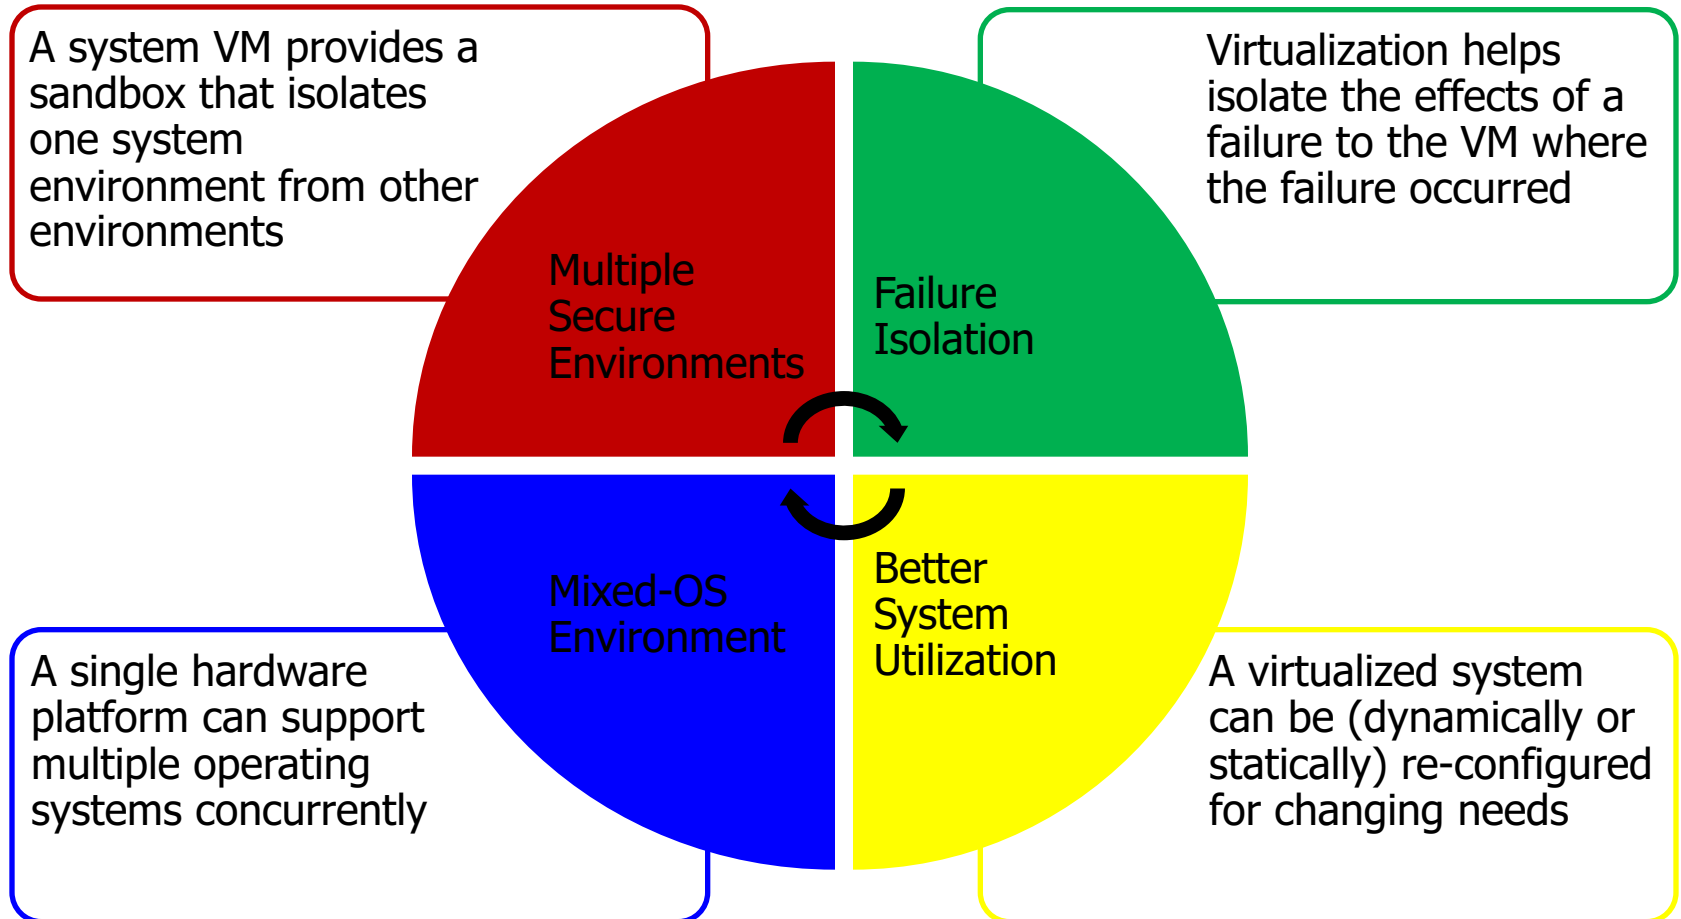 A system VM provides a
sandbox that isolates
one system
environment from other
environments
Virtualization helps
isolate the effects of a
failure to the VM where
the failure occurred
Multiple
Secure
Environments
Failure
Isolation
Mixed-OS
Environment
Better
System
Utilization
A single hardware
platform can support
multiple operating
systems concurrently
A virtualized system
can be (dynamically or
statically) re-configured
for changing needs